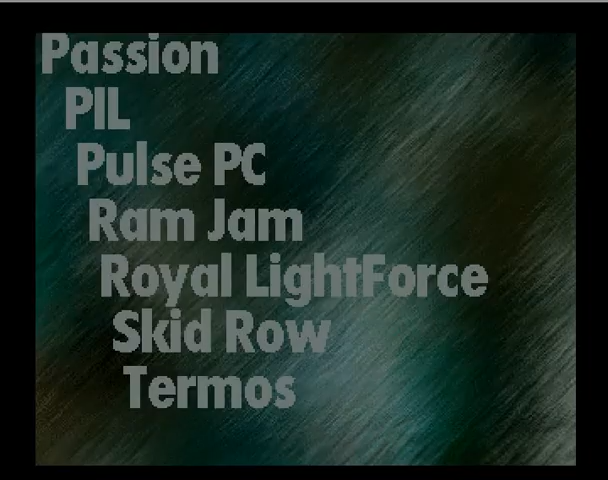 Passion
PIL
Pulse PC
Ram Jam
Royal LightForce
Skid Row
Termos